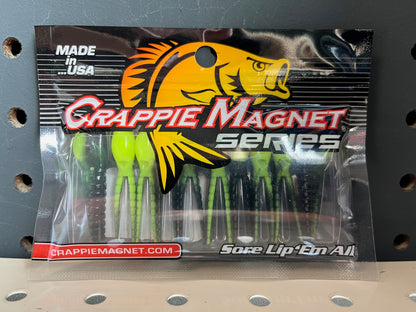 MADE
in
...USA
CRAPPIE MAGNET
SERIES
CRAPPIEMAGNET.COM
Sore Lip 'Em All